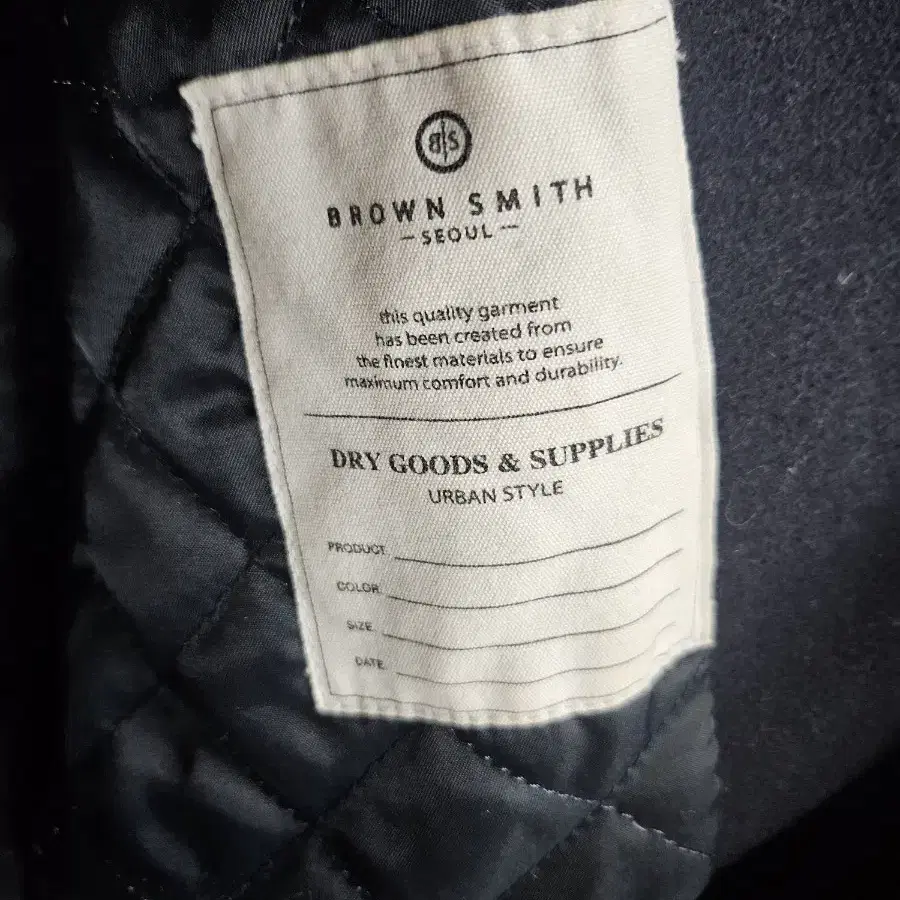 B|S
BROWN SMITH
–SEOUL–
this quality garment
has been created from
the finest materials to ensure
maximum comfort and durability.
DRY GOODS & SUPPLIES
URBAN STYLE
PRODUCT.
COLOR.
SIZE.
DATE.